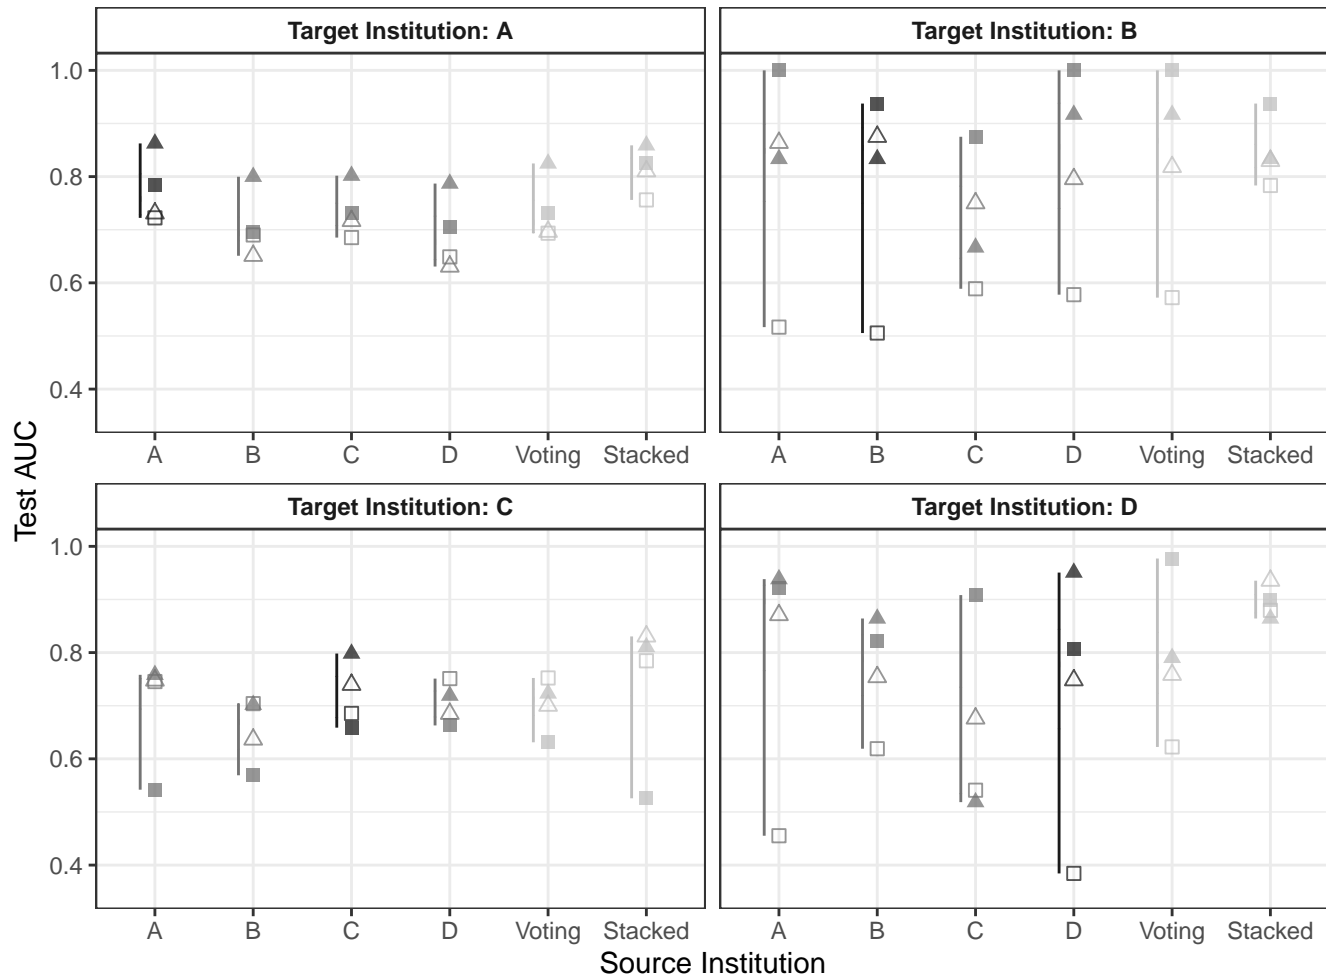 Target Institution: A
Target Institution: B
1.0
0.8
0.6
0.4
A B C D Voting Stacked
A B C D Voting Stacked
Test AUC
Target Institution: C
Target Institution: D
1.0
0.8
0.6
0.4
A B C D Voting Stacked
A B C D Voting Stacked
Source Institution